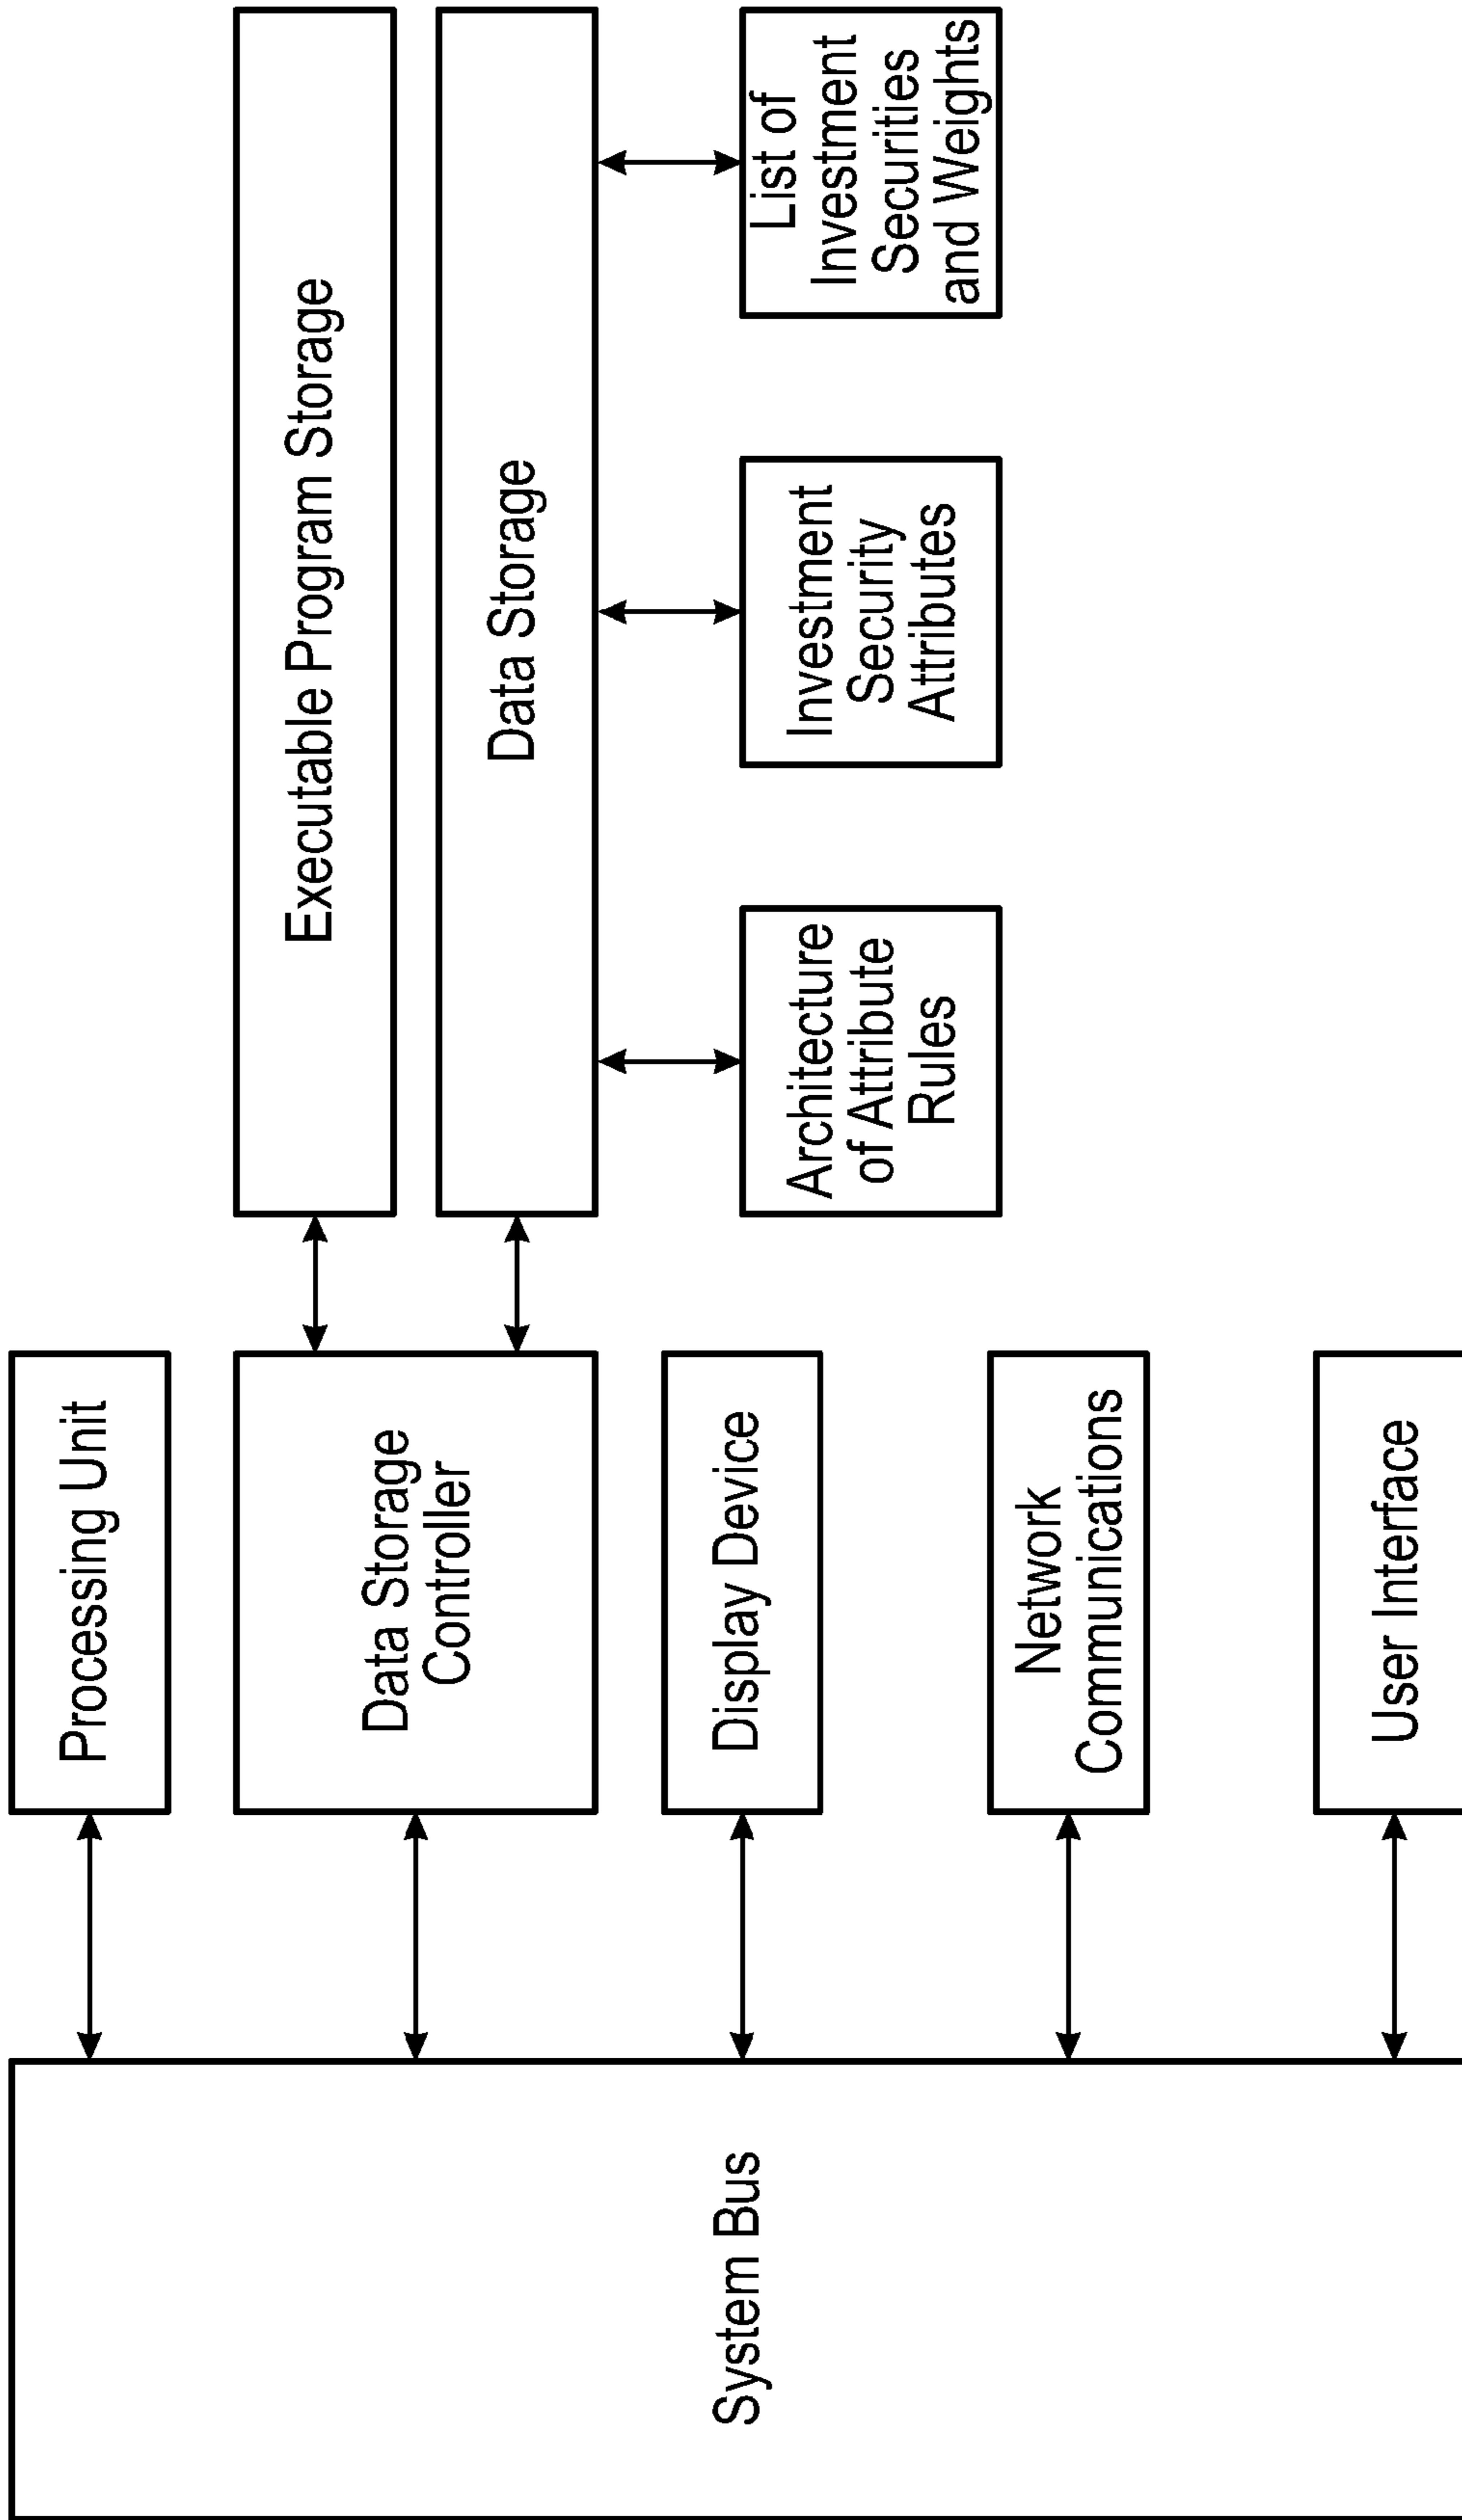 System Bus
Processing Unit
Data Storage
Controller
Display Device
Network
Communications
User Interface
Executable Program Storage
Data Storage
Architecture
of Attribute
Rules
Investment
Security
Attributes
List of
Investment
Securities
and Weights